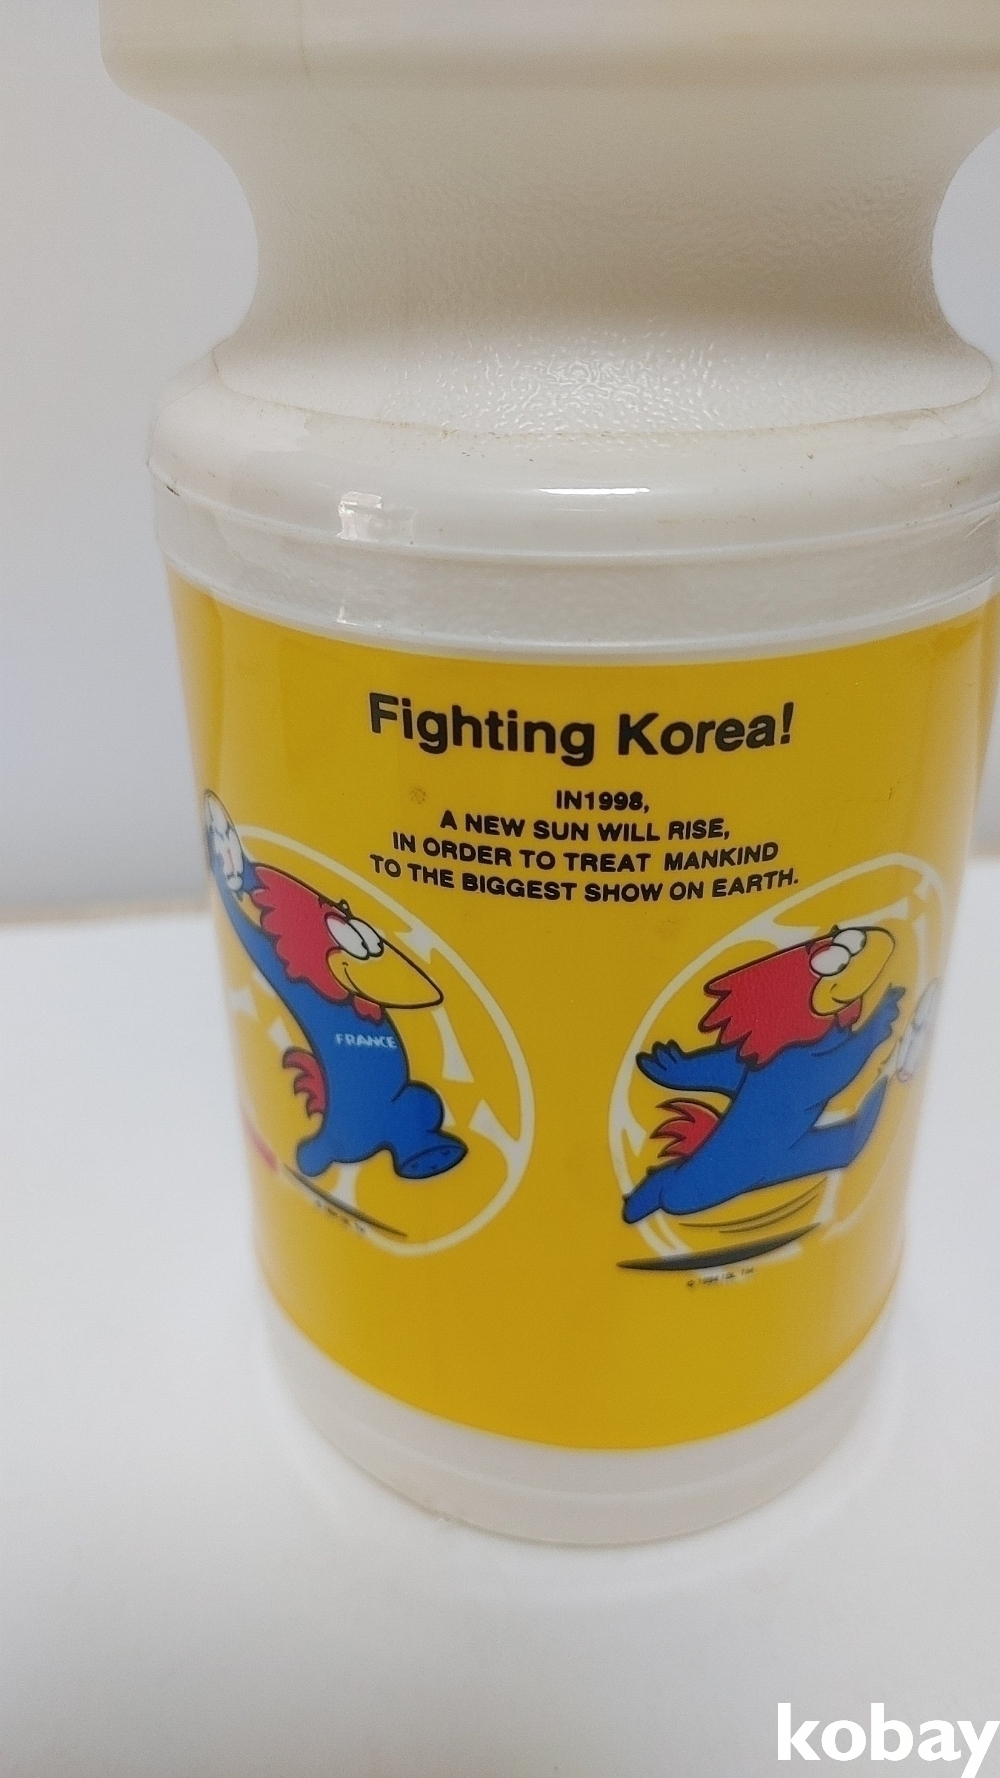 Fighting Korea!
IN1998,
A NEW SUN WILL RISE,
IN ORDER TO TREAT MANKIND
TO THE BIGGEST SHOW ON EARTH.
FRANCE
kobay